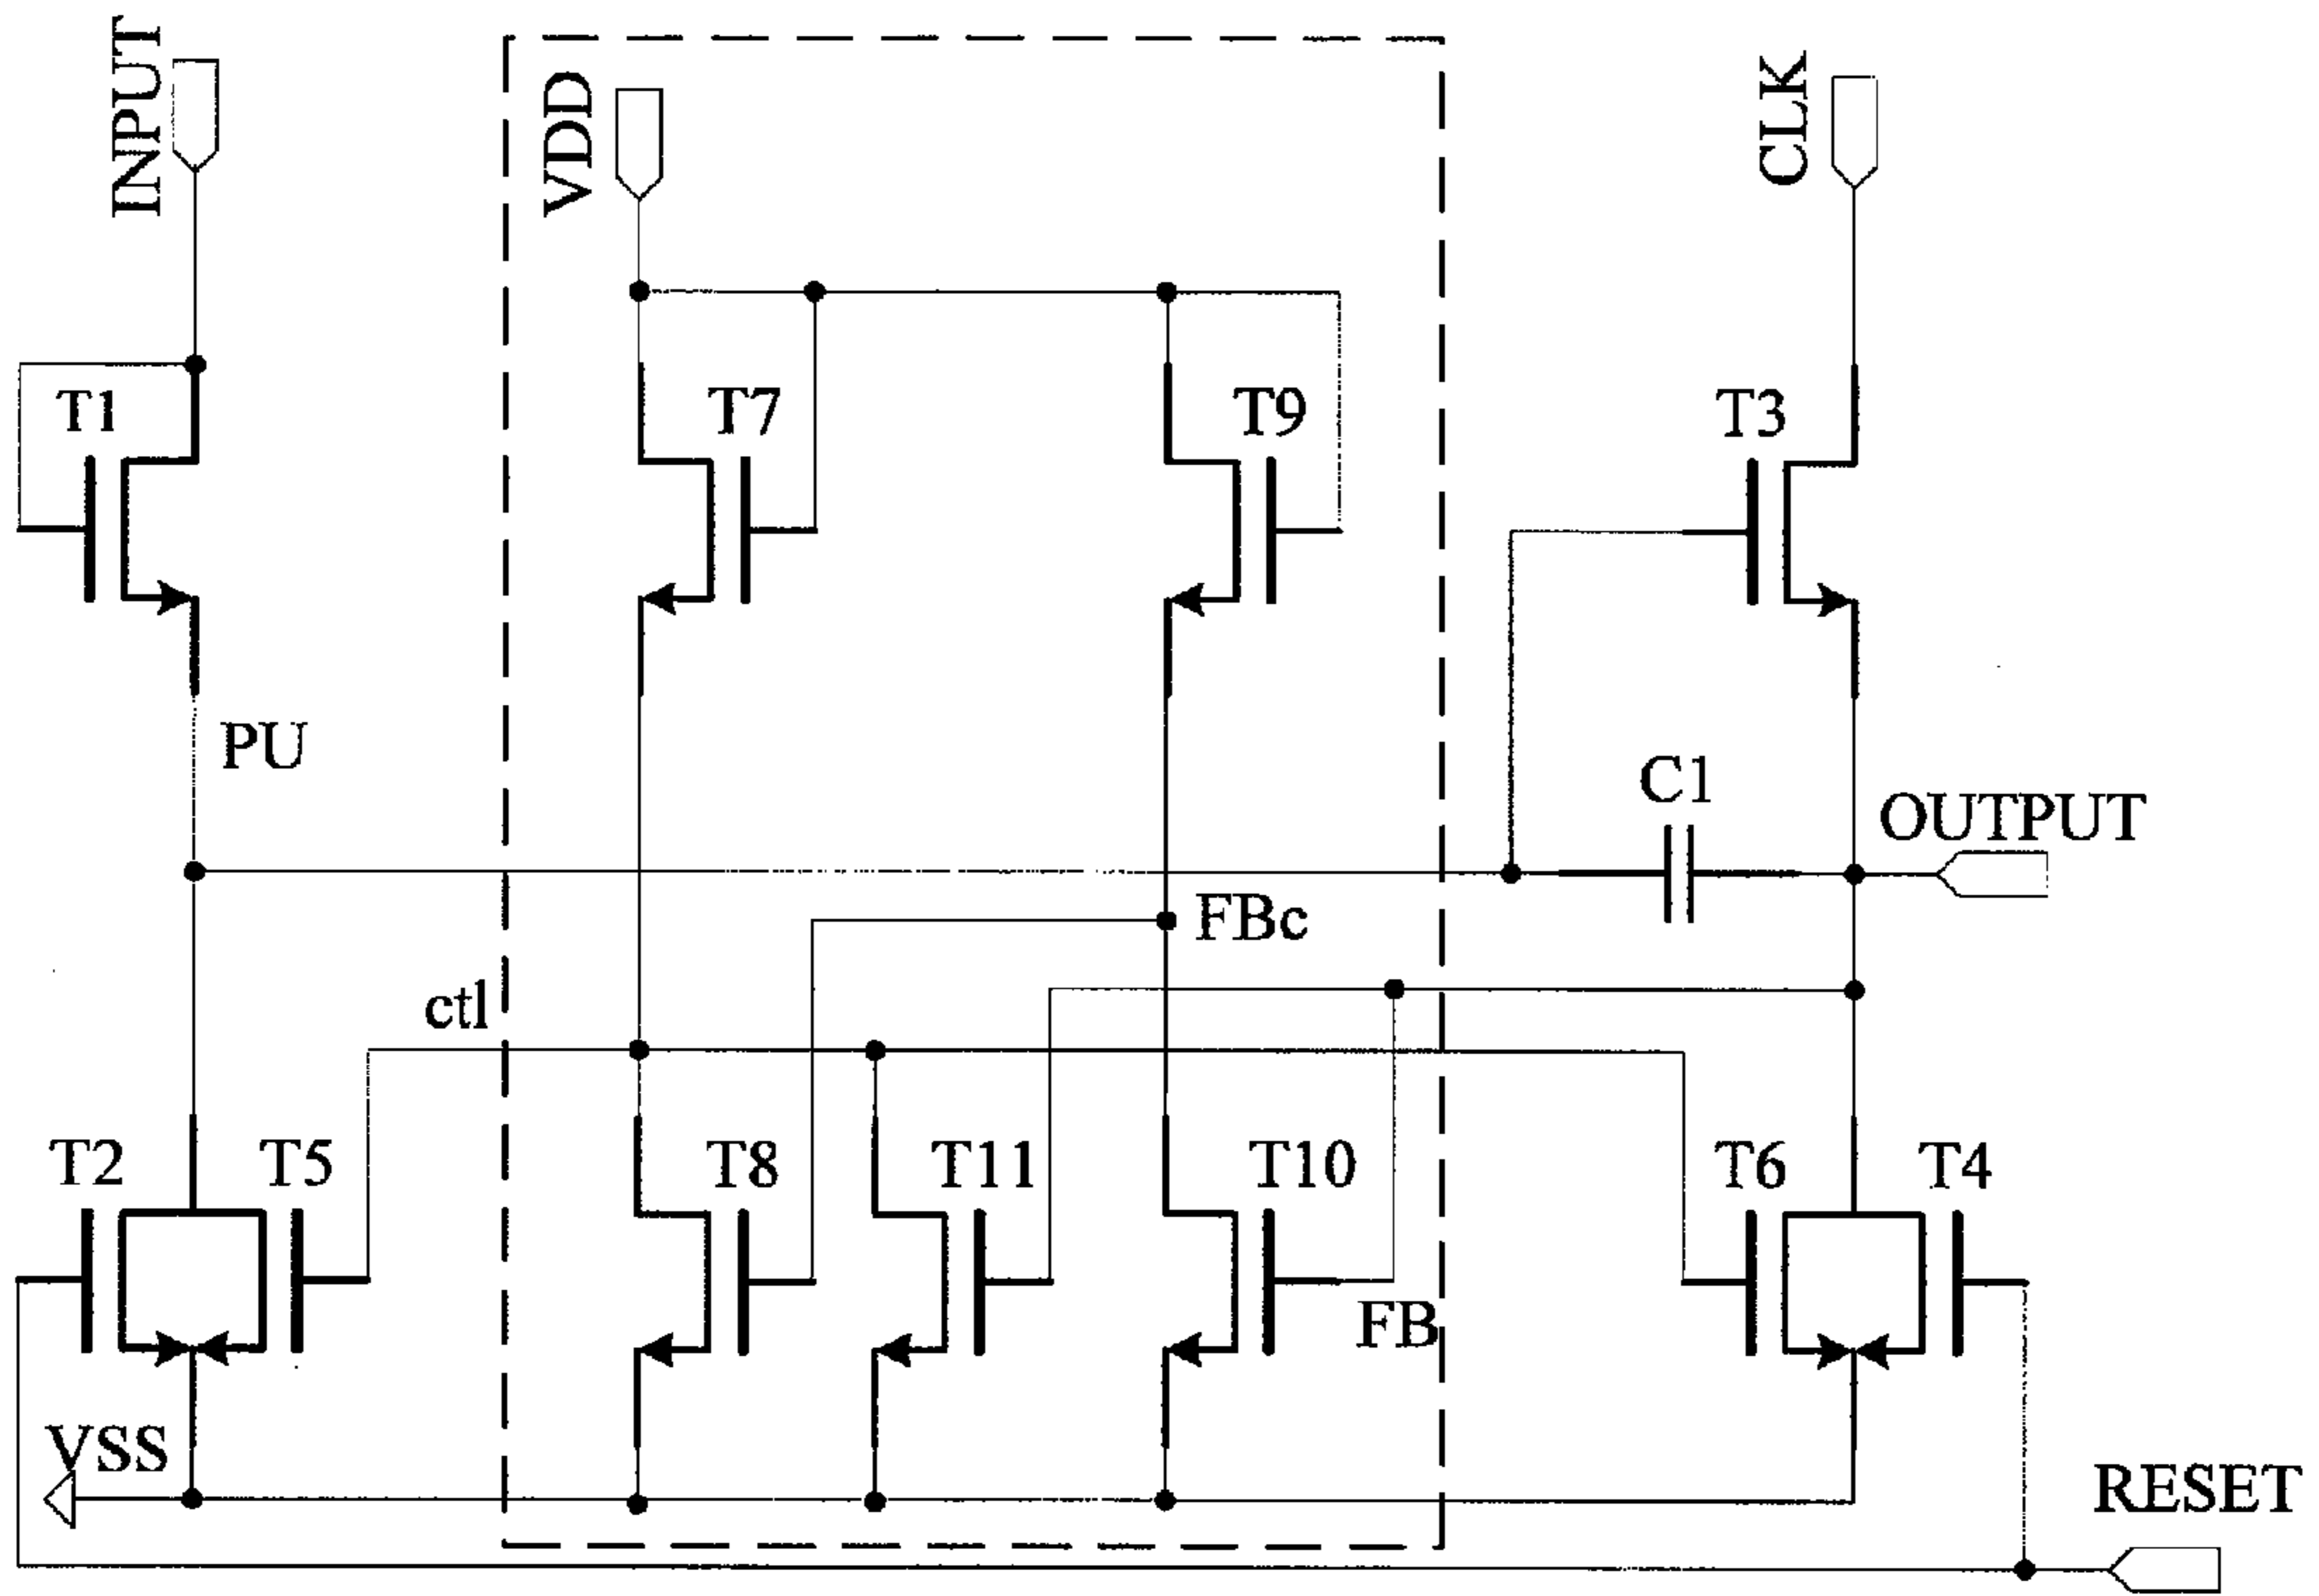 INPUT
VDD
CLK
T1
T7
T9
T3
PU
C1
OUTPUT
FBc
ctl
T2
T5
T8
T11
T10
T6
T4
FB
VSS
RESET